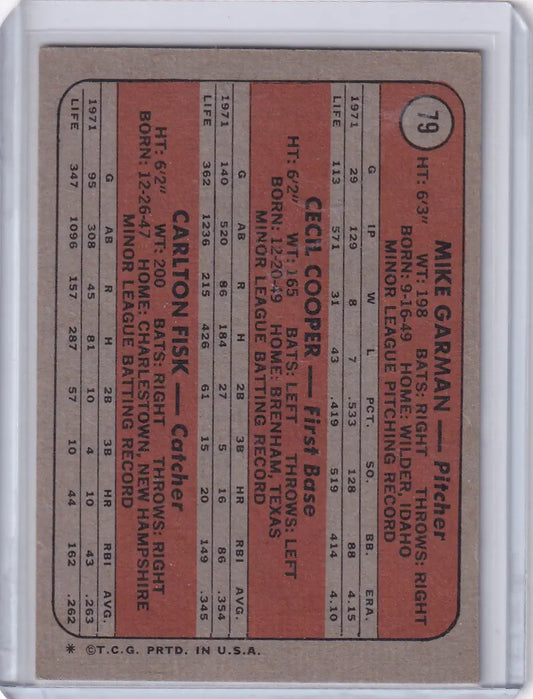 79
MIKE GARMAN — Pitcher
HT: 6'3" WT: 198 BATS: RIGHT THROWS: RIGHT
BORN: 9-16-49 HOME: WILDER, IDAHO
MINOR LEAGUE PITCHING RECORD
G IP W L PCT. SO. BB. ERA.
1971 29 129 8 7 .533 128 88 4.15
LIFE 113 571 31 43 .419 519 414 4.10
CECIL COOPER — First Base
HT: 6'2" WT: 165 BATS: LEFT THROWS: LEFT
BORN: 12-20-49 HOME: BRENHAM, TEXAS
MINOR LEAGUE BATTING RECORD
G AB R H 2B 3B HR RBI AVG.
1971 140 520 86 184 27 5 16 86 .354
LIFE 362 1236 215 426 61 15 20 149 .345
CARLTON FISK — Catcher
HT: 6'2" WT: 200 BATS: RIGHT THROWS: RIGHT
BORN: 12-26-47 HOME: CHARLESTOWN, NEW HAMPSHIRE
MINOR LEAGUE BATTING RECORD
G AB R H 2B 3B HR RBI AVG.
1971 95 308 45 81 10 4 10 43 .263
LIFE 347 1096 157 287 57 10 44 162 .262
* ©T.C.G. PRTD. IN U.S.A.